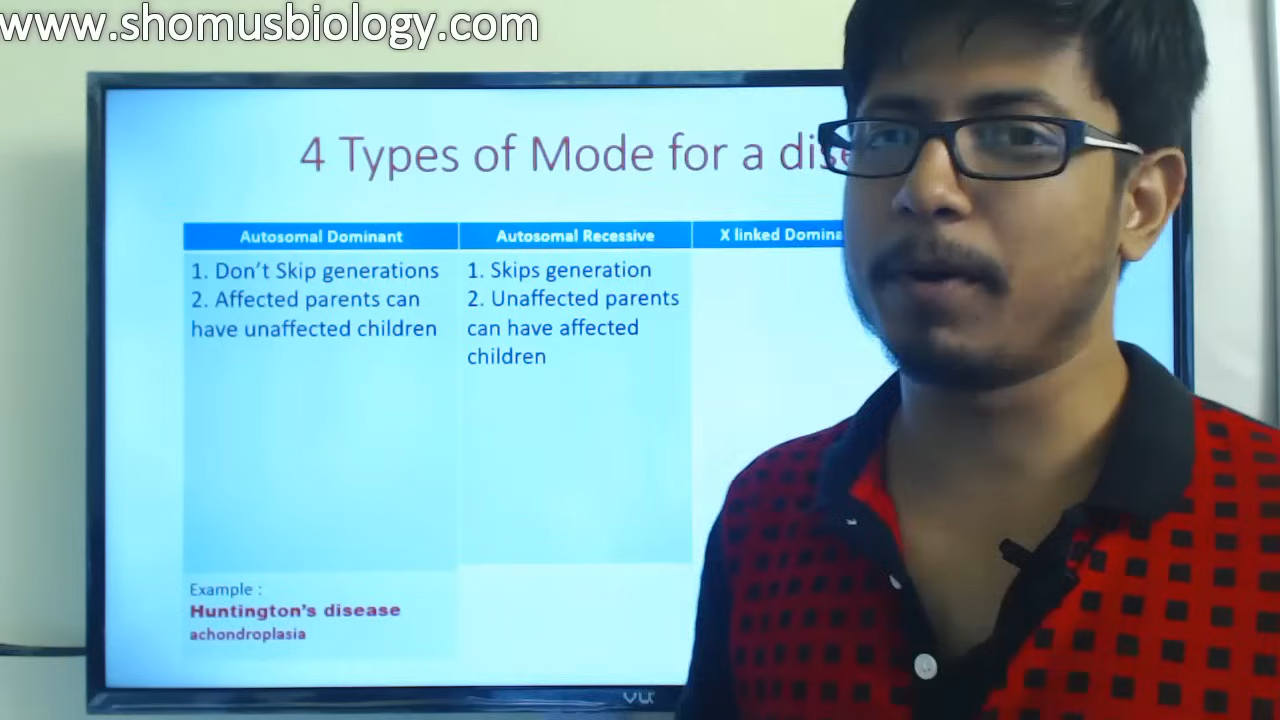 www.shomusbiology.com
4 Types of Mode for a
Autosomal Dominant
Autosomal Recessive
X linked
1. Don't Skip generations
2. Affected parents can
have unaffected children
1. Skips generation
2. Unaffected parents
can have affected
children
Example :
Huntington's disease
achondroplasia